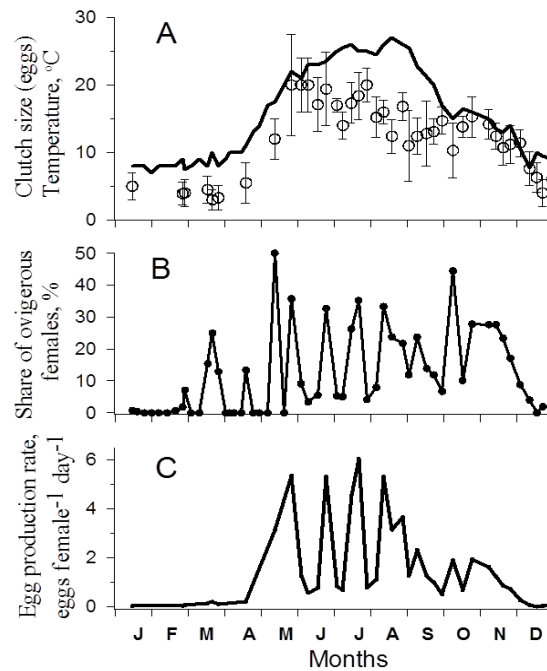 A
Clutch size (eggs)
Temperature, °C
30
20
10
0
B
Share of ovigerous
females, %
50
40
30
20
10
0
C
Egg production rate,
eggs female-1 day-1
6
4
2
0
J F M A M J J A S O N D
Months